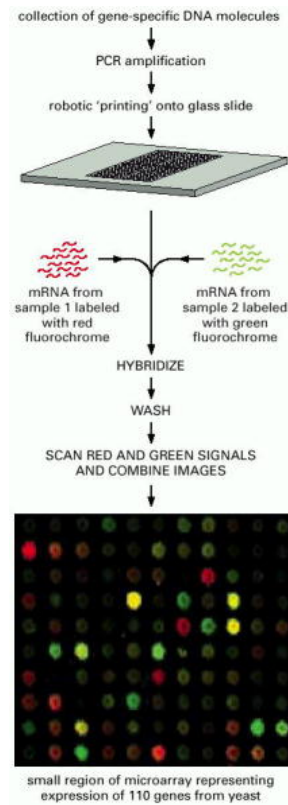 collection of gene-specific DNA molecules
PCR amplification
robotic ‘printing’ onto glass slide
mRNA from
sample 1 labeled
with red
fluorochrome
mRNA from
sample 2 labeled
with green
fluorochrome
HYBRIDIZE
WASH
SCAN RED AND GREEN SIGNALS
AND COMBINE IMAGES
small region of microarray representing
expression of 110 genes from yeast